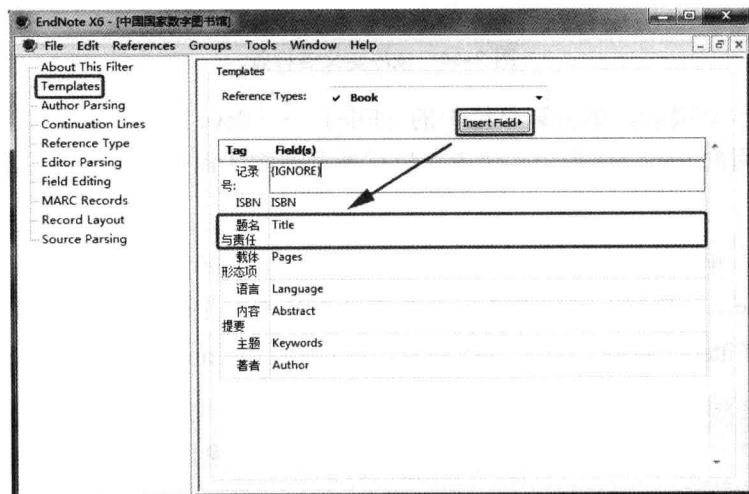 EndNote X6 - [中国国家数字图书馆]
File Edit References Groups Tools Window Help
About This Filter
Templates
Author Parsing
Continuation Lines
Reference Type
Editor Parsing
Field Editing
MARC Records
Record Layout
Source Parsing
Templates
Reference Types: ✓ Book
Insert Field
Tag Field(s)
记录号: {IGNORE}
ISBN ISBN
题名与责任 Title
载体形态项 Pages
语言 Language
内容提要 Abstract
主题 Keywords
著者 Author